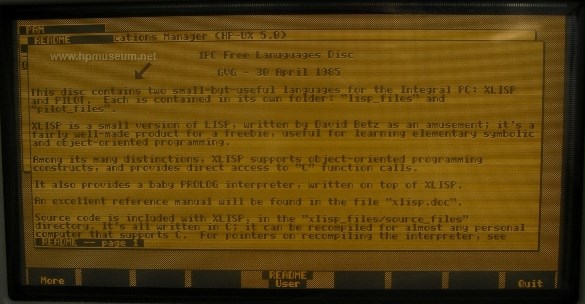 PAM
cations Manager (HP-UX 5.0)
README
www.hpmuseum.net
IPC Free Lanuguages Disc
GVG - 30 April 1985
This disc contains two small-but-useful languages for the Integral PC: XLISP
and PILOT. Each is contained in its own folder: "lisp_files" and
"pilot_files".
XLISP is a small version of LISP, written by David Betz as an amusement; it's a
fairly well-made product for a freebie, useful for learning elementary symbolic
and object-oriented programming.
Among its many distinctions, XLISP supports object-oriented programming
constructs, and provides direct access to "C" function calls.
It also provides a baby PROLOG interpreter, written on top of XLISP.
An excellent reference manual will be found in the file "xlisp.doc".
Source code is included with XLISP, in the "xlisp_files/source_files"
directory. It's all written in C; it can be recompiled for almost any personal
computer that supports C. For pointers on recompiling the interpreter, see
README -- page 1
More
README
User
Quit